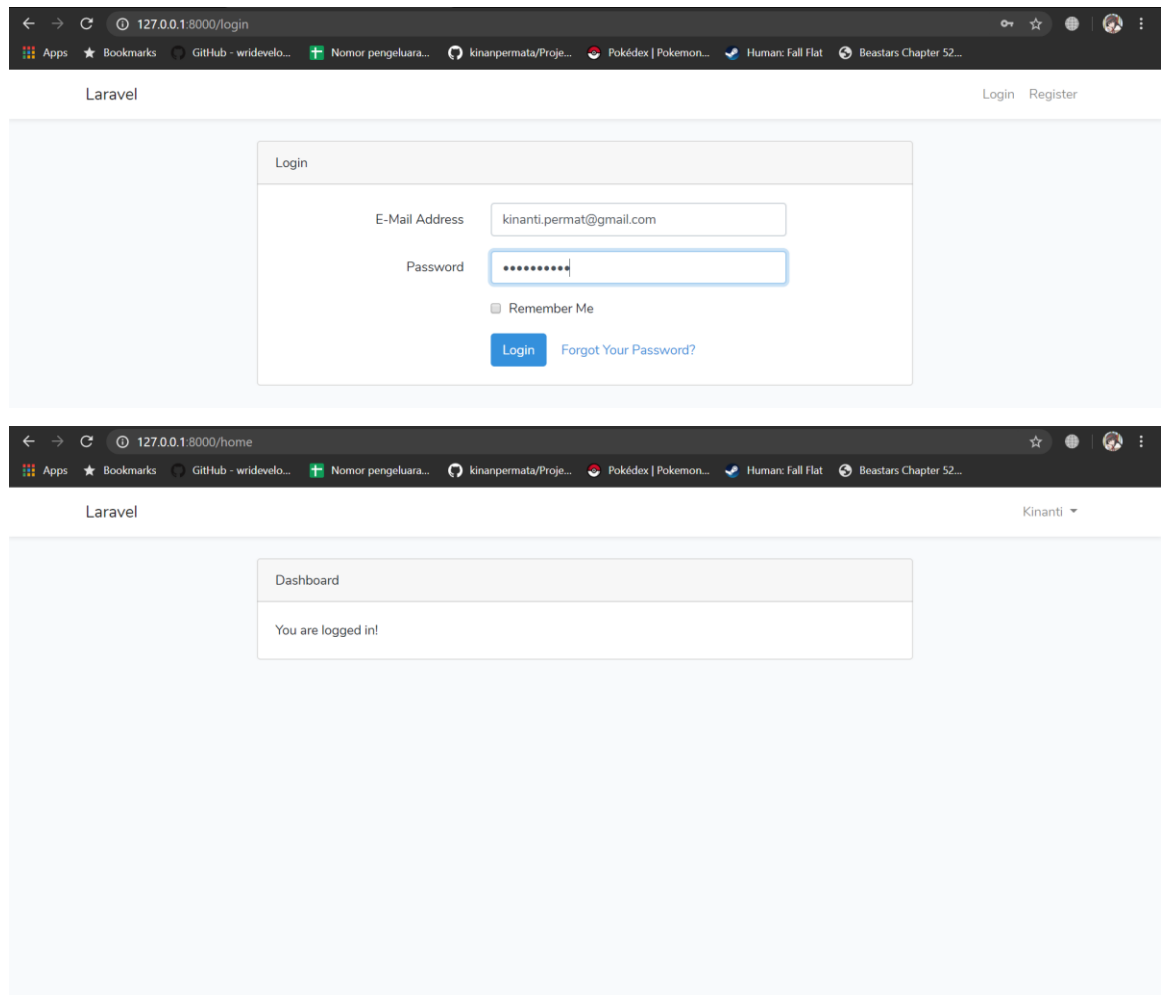 127.0.0.1:8000/login
Apps Bookmarks GitHub - wridevelo... Nomor pengeluara... kinanpermata/Proje... Pokédex | Pokemon... Human: Fall Flat Beastars Chapter 52...
Laravel Login Register
Login
E-Mail Address kinanti.permat@gmail.com
Password ••••••••••
Remember Me
Login Forgot Your Password?
127.0.0.1:8000/home
Apps Bookmarks GitHub - wridevelo... Nomor pengeluara... kinanpermata/Proje... Pokédex | Pokemon... Human: Fall Flat Beastars Chapter 52...
Laravel Kinanti
Dashboard
You are logged in!